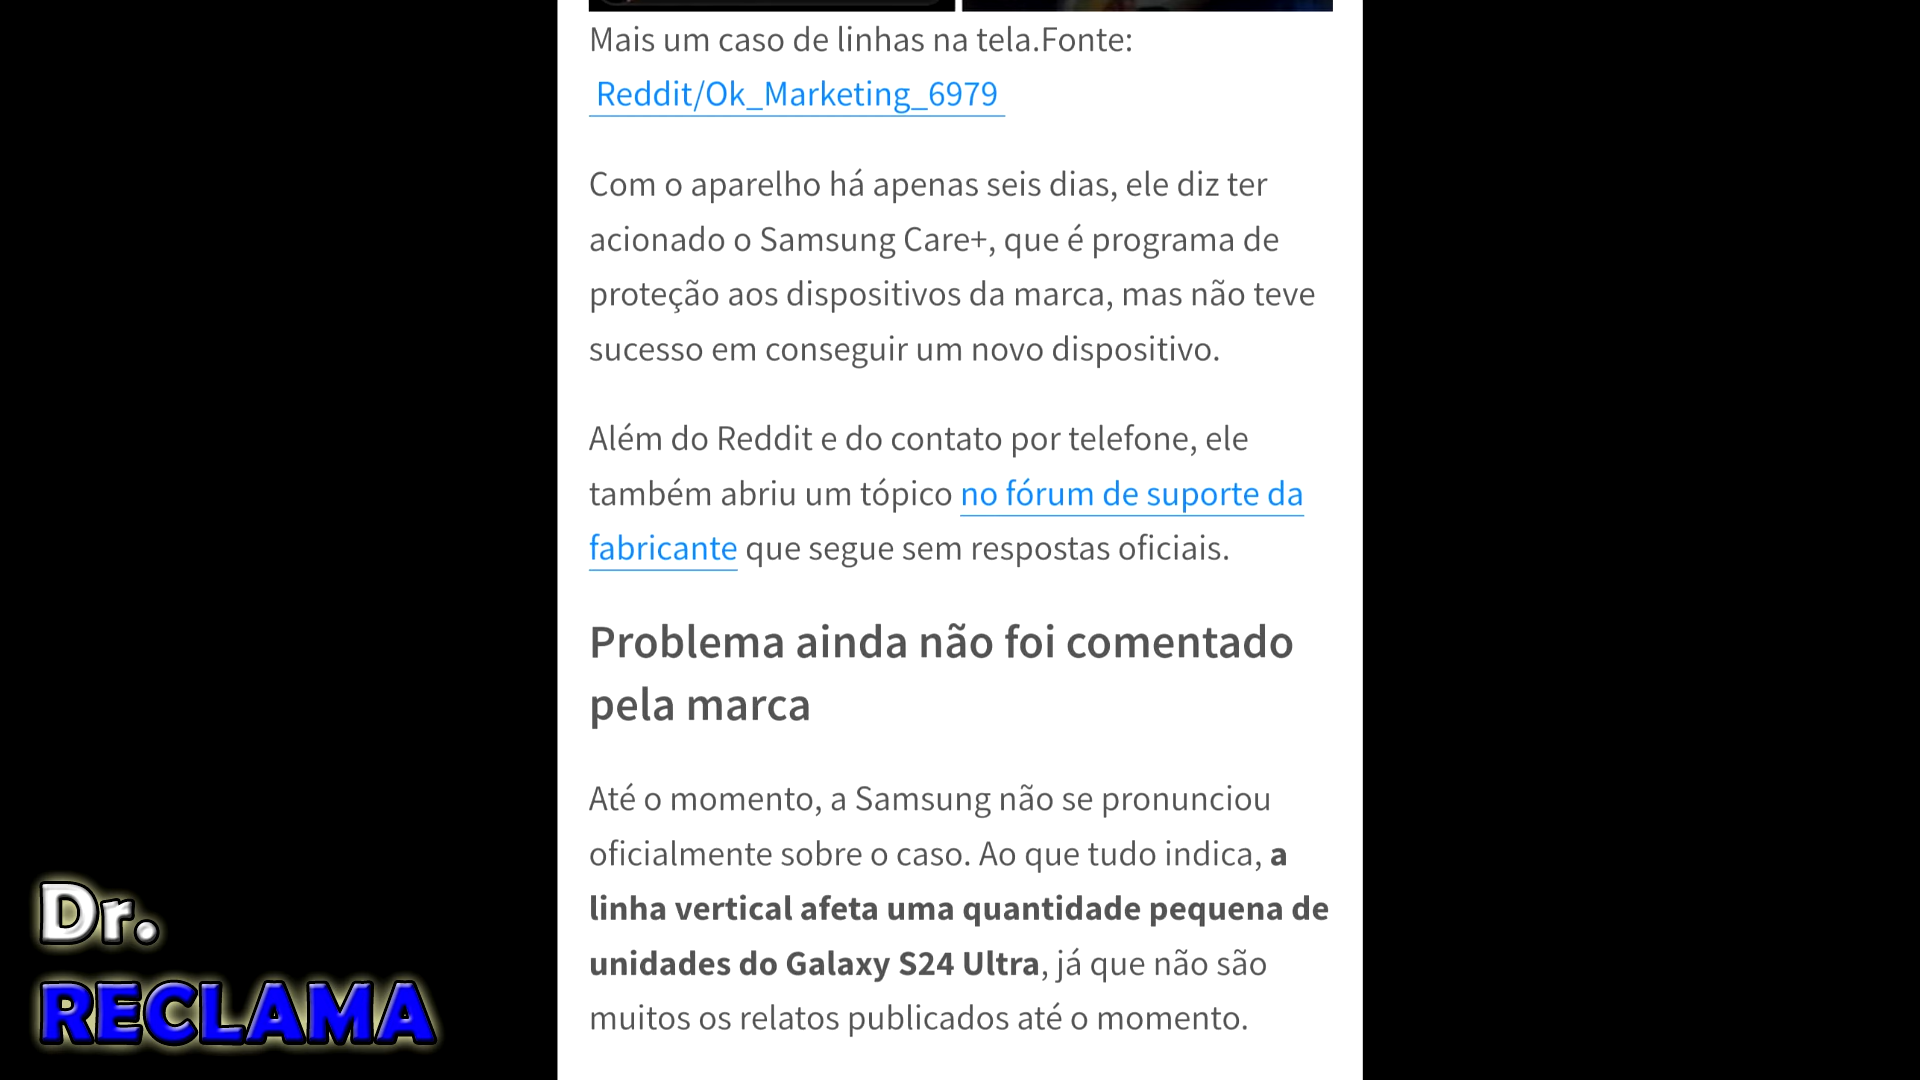 Mais um caso de linhas na tela.Fonte:
Reddit/Ok_Marketing_6979
Com o aparelho há apenas seis dias, ele diz ter
acionado o Samsung Care+, que é programa de
proteção aos dispositivos da marca, mas não teve
sucesso em conseguir um novo dispositivo.
Além do Reddit e do contato por telefone, ele
também abriu um tópico no fórum de suporte da
fabricante que segue sem respostas oficiais.
Problema ainda não foi comentado
pela marca
Até o momento, a Samsung não se pronunciou
oficialmente sobre o caso. Ao que tudo indica, a
linha vertical afeta uma quantidade pequena de
unidades do Galaxy S24 Ultra, já que não são
muitos os relatos publicados até o momento.
Dr.
RECLAMA